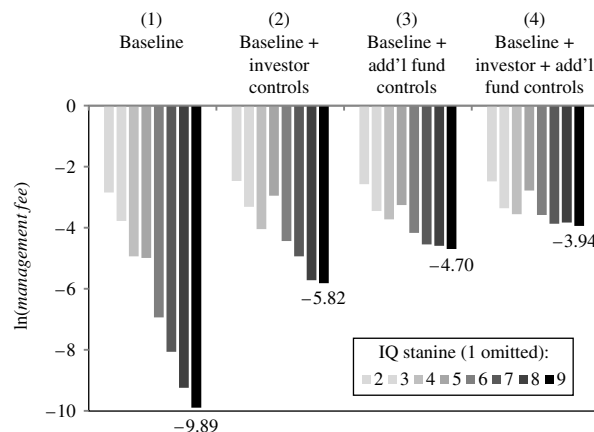 (1)
Baseline
(2)
Baseline +
investor
controls
(3)
Baseline +
add'l fund
controls
(4)
Baseline +
investor + add'l
fund controls
ln(management fee)
0
−2
−4
−6
−8
−10
−9.89
−5.82
−4.70
−3.94
IQ stanine (1 omitted):
2 3 4 5 6 7 8 9